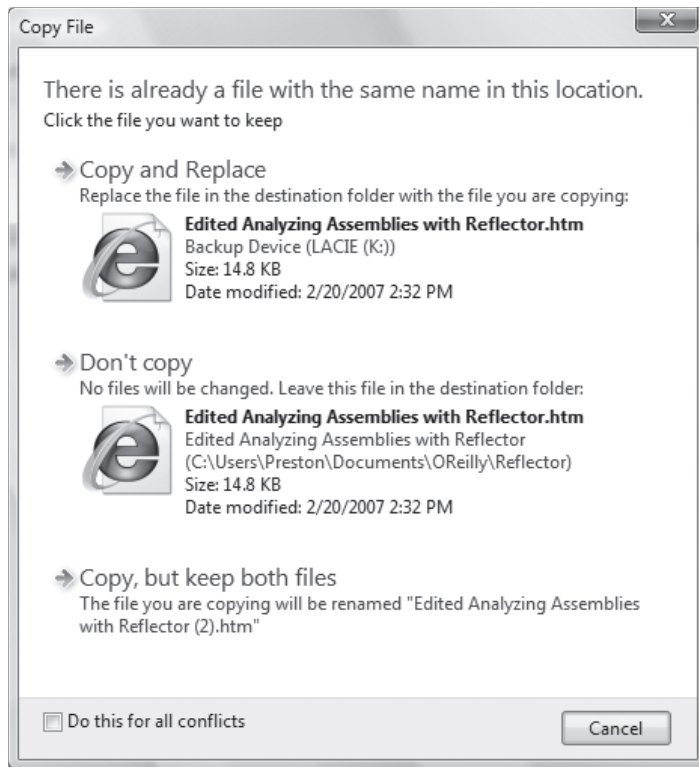 Copy File
There is already a file with the same name in this location.
Click the file you want to keep
Copy and Replace
Replace the file in the destination folder with the file you are copying:
Edited Analyzing Assemblies with Reflector.htm
Backup Device (LACIE (K:))
Size: 14.8 KB
Date modified: 2/20/2007 2:32 PM
Don't copy
No files will be changed. Leave this file in the destination folder:
Edited Analyzing Assemblies with Reflector.htm
Edited Analyzing Assemblies with Reflector
(C:\Users\Preston\Documents\OReilly\Reflector)
Size: 14.8 KB
Date modified: 2/20/2007 2:32 PM
Copy, but keep both files
The file you are copying will be renamed "Edited Analyzing Assemblies
with Reflector (2).htm"
Do this for all conflicts
Cancel